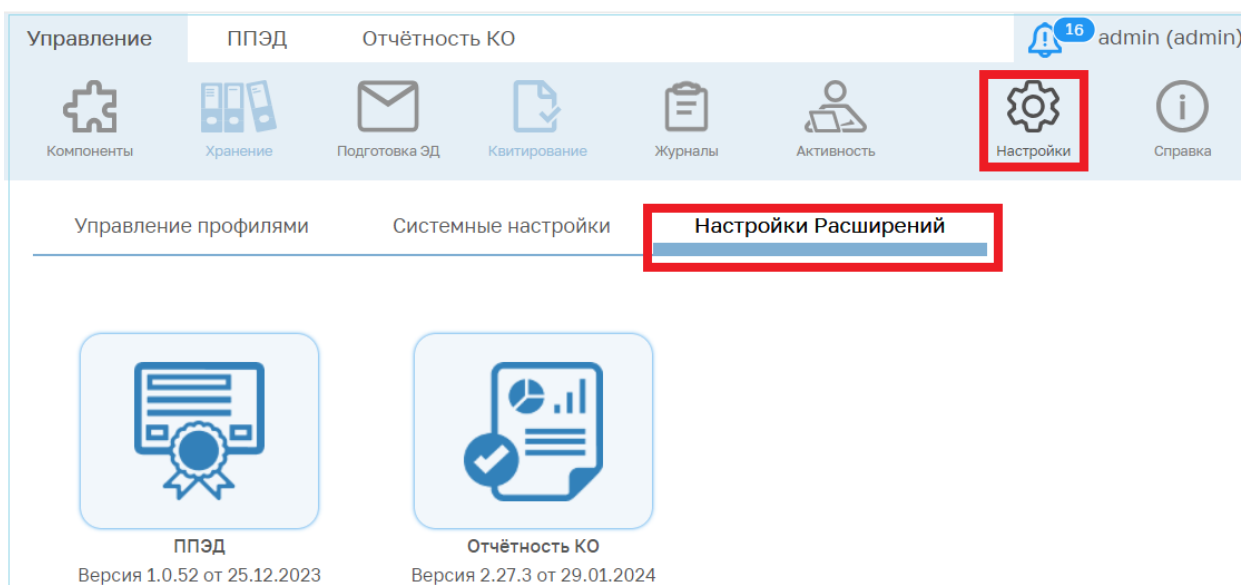 Управление ППЭД Отчётность КО 16 admin (admin)
Компоненты Хранение Подготовка ЭД Квитирование Журналы Активность Настройки Справка
Управление профилями Системные настройки Настройки Расширений
ППЭД Отчётность КО
Версия 1.0.52 от 25.12.2023 Версия 2.27.3 от 29.01.2024